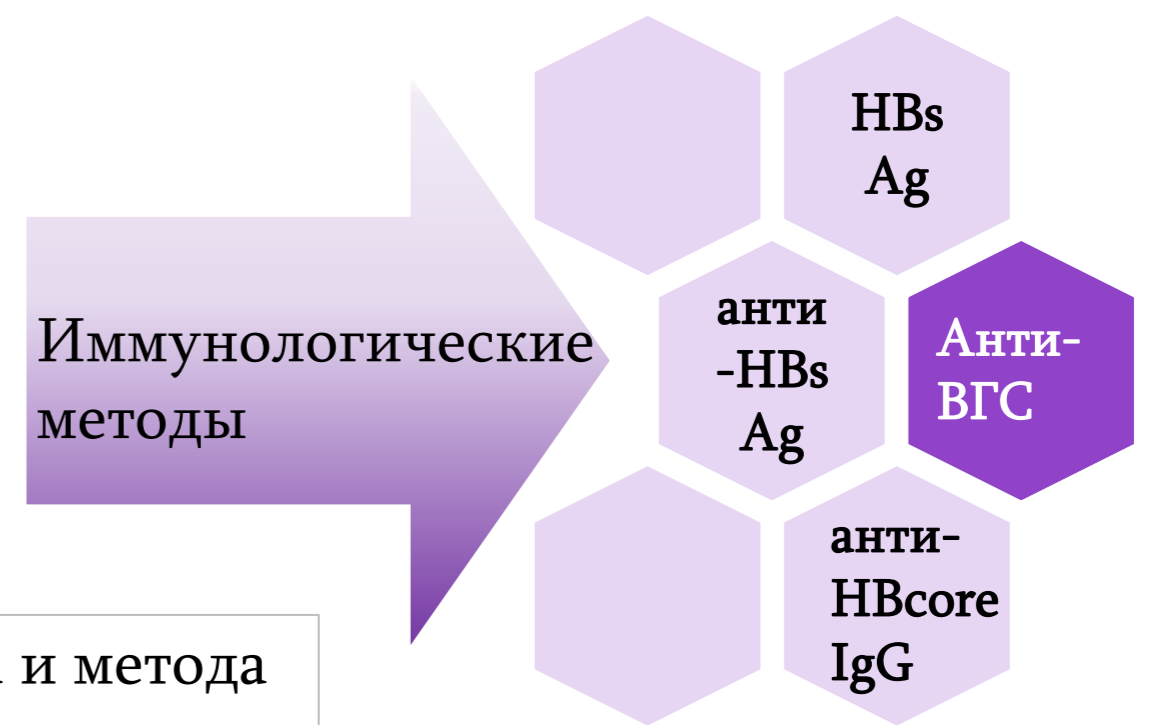 Иммунологические
методы
HBs
Ag
анти
-HBs
Ag
Анти-
ВГС
анти-
HBcore
IgG
и метода